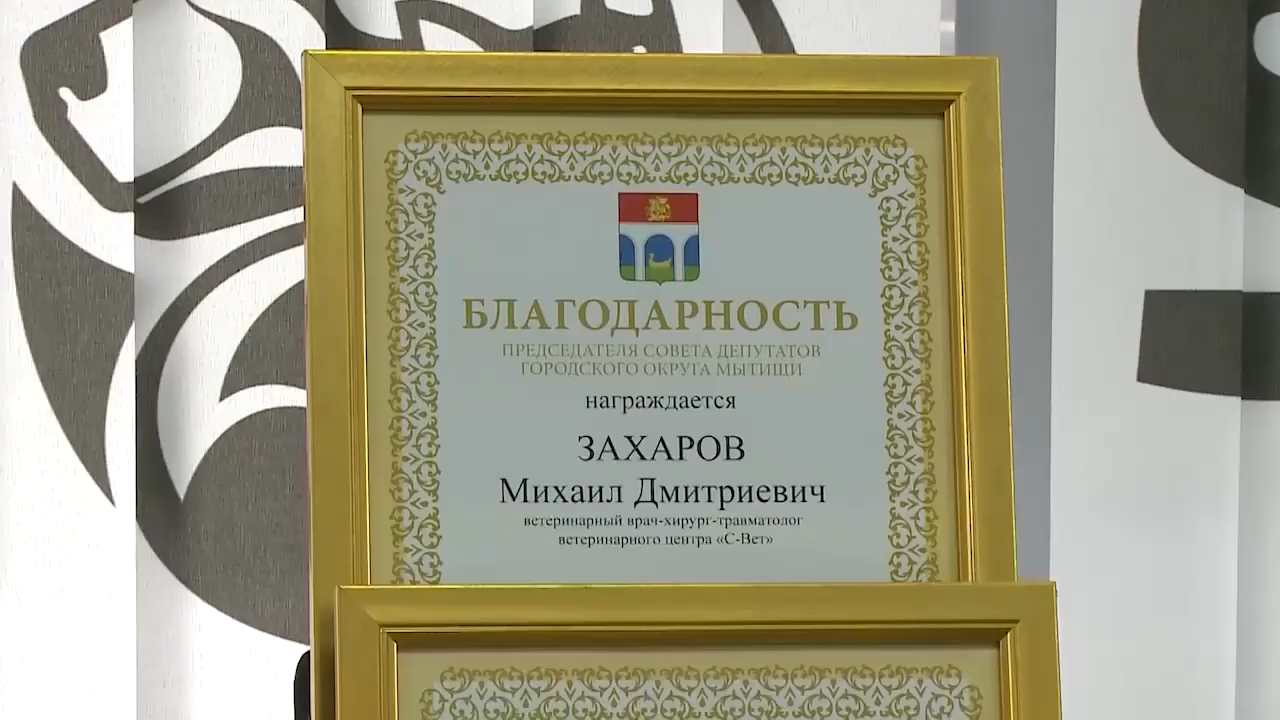 БЛАГОДАРНОСТЬ
ПРЕДСЕДАТЕЛЯ СОВЕТА ДЕПУТАТОВ
ГОРОДСКОГО ОКРУГА МЫТИЩИ
награждается
ЗАХАРОВ
Михаил Дмитриевич
ветеринарный врач-хирург-травматолог
ветеринарного центра «С-Вет»